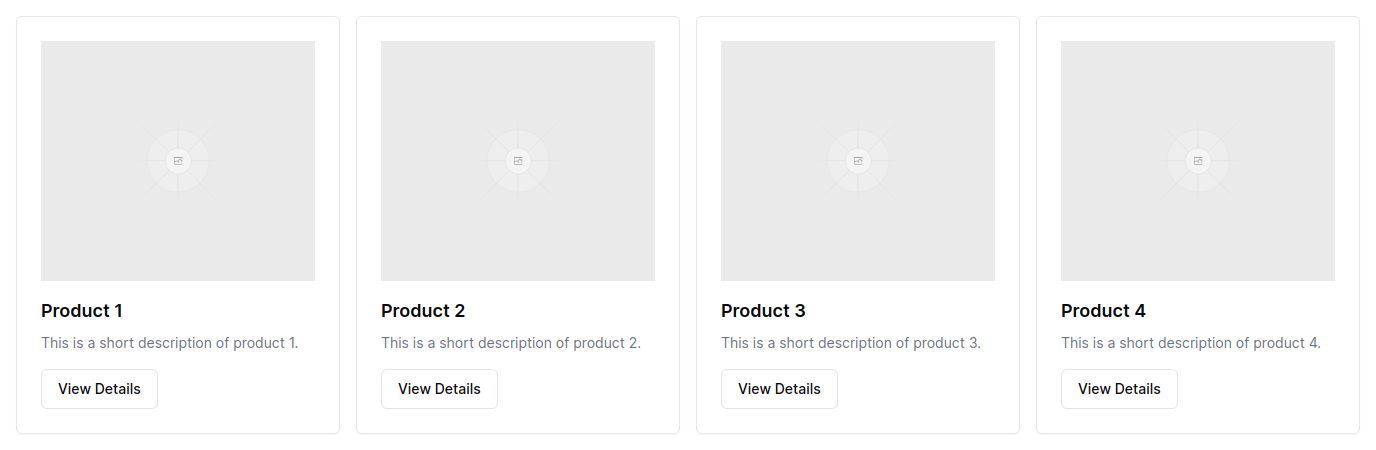 Product 1
This is a short description of product 1.
View Details
Product 2
This is a short description of product 2.
View Details
Product 3
This is a short description of product 3.
View Details
Product 4
This is a short description of product 4.
View Details